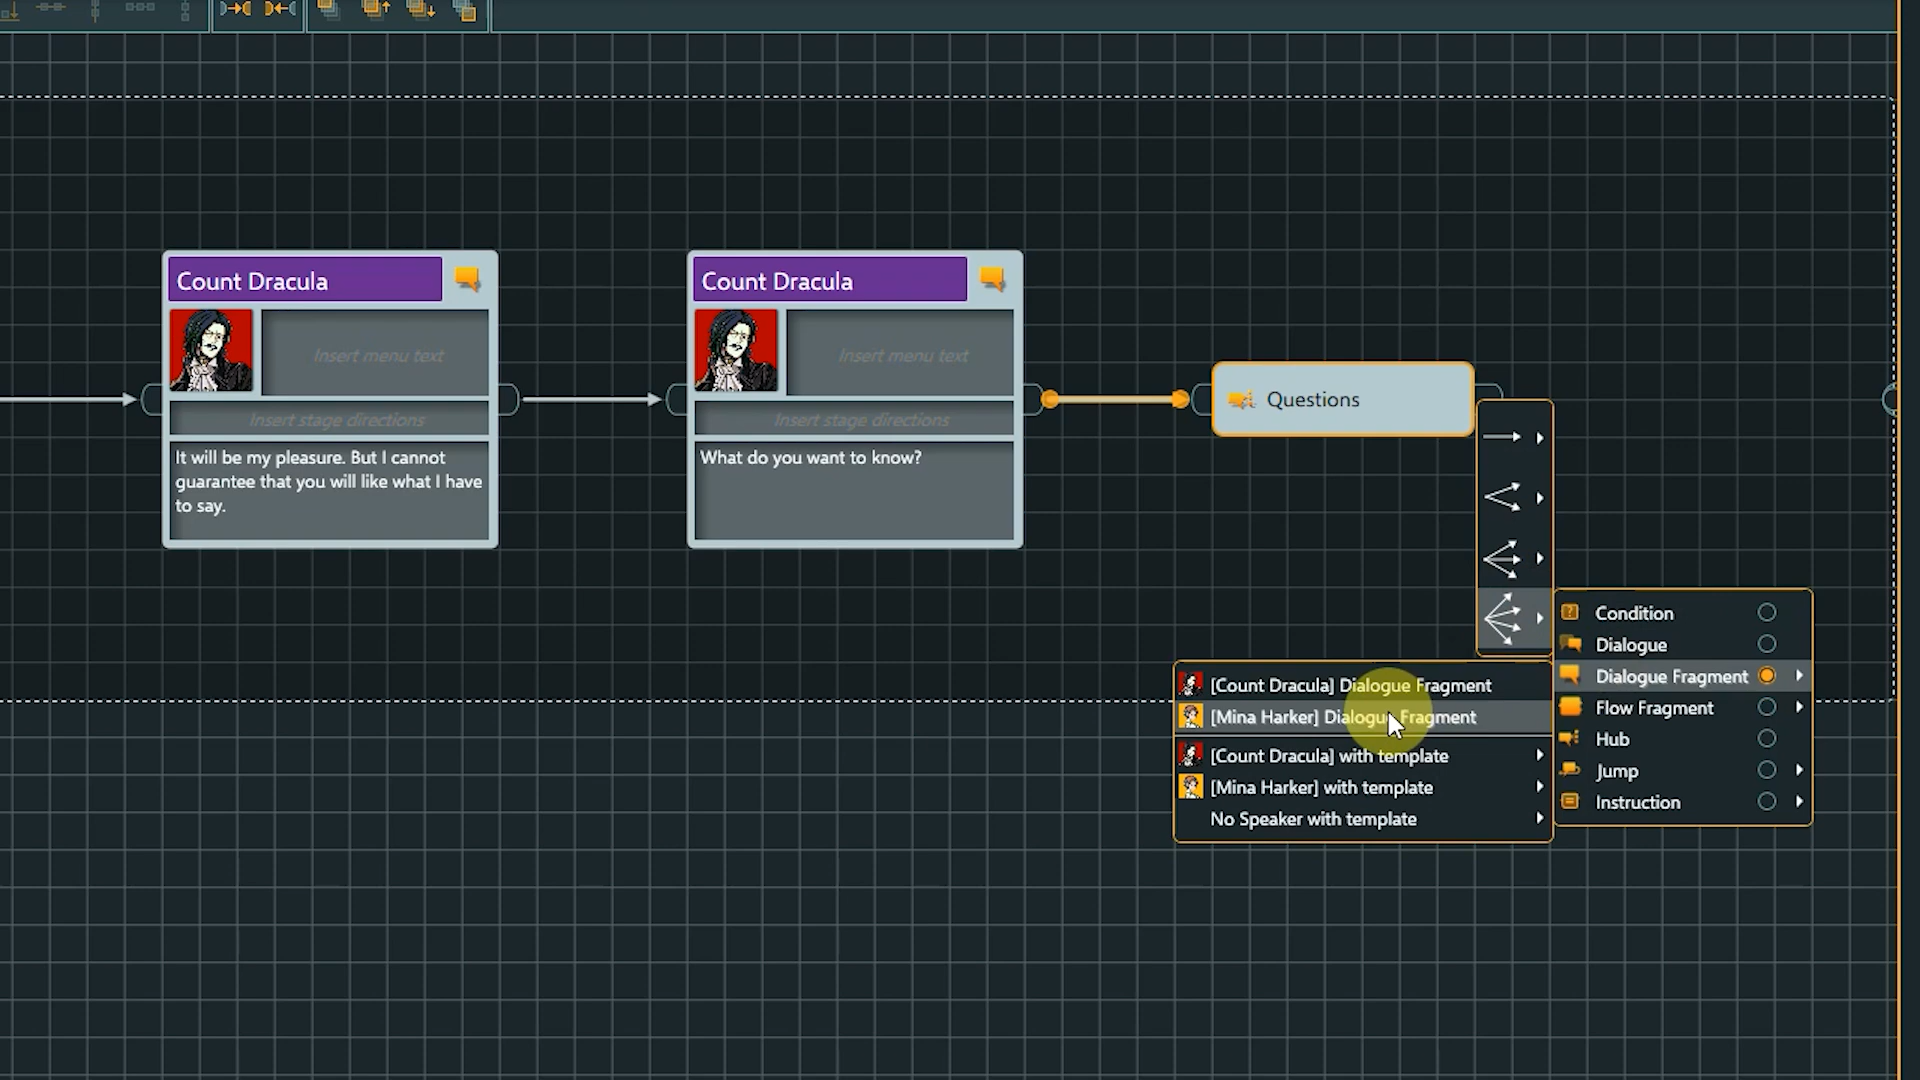 Count Dracula
Insert menu text
Insert stage directions
It will be my pleasure. But I cannot
guarantee that you will like what I have
to say.
Count Dracula
Insert menu text
Insert stage directions
What do you want to know?
Questions
Condition
Dialogue
Dialogue Fragment
Flow Fragment
Hub
Jump
Instruction
[Count Dracula] Dialogue Fragment
[Mina Harker] Dialogue Fragment
[Count Dracula] with template
[Mina Harker] with template
No Speaker with template